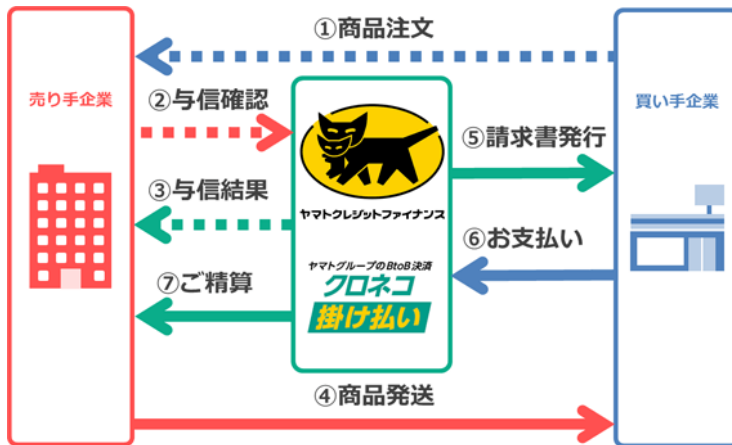 ①商品注文
売り手企業
②与信確認
買い手企業
⑤請求書発行
③与信結果
ヤマトクレジットファイナンス
⑥お支払い
ヤマトグループのBtoB決済
⑦ご精算
クロネコ
掛け払い
④商品発送